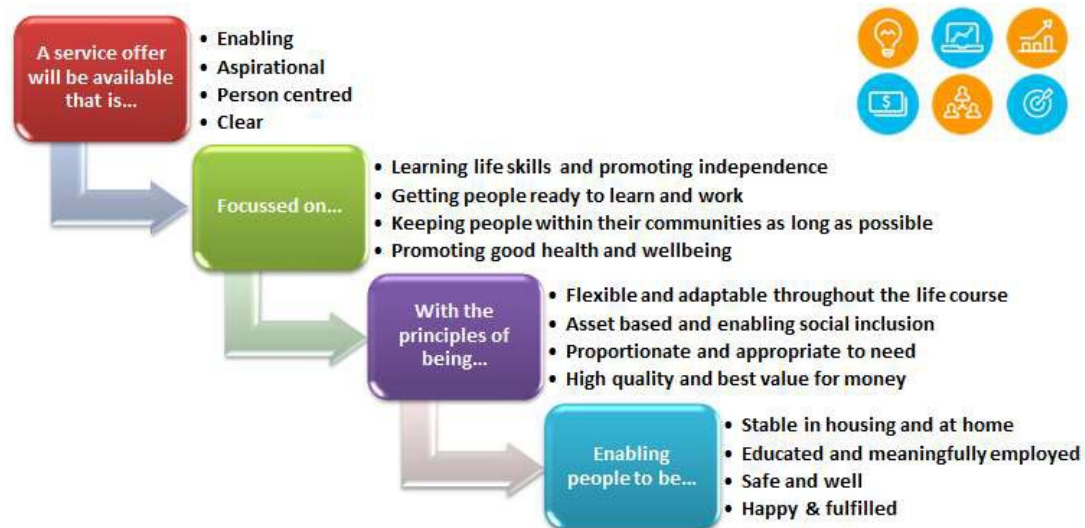 A service offer
will be available
that is...
• Enabling
• Aspirational
• Person centred
• Clear
Focussed on...
• Learning life skills and promoting independence
• Getting people ready to learn and work
• Keeping people within their communities as long as possible
• Promoting good health and wellbeing
With the
principles of
being...
• Flexible and adaptable throughout the life course
• Asset based and enabling social inclusion
• Proportionate and appropriate to need
• High quality and best value for money
Enabling
people to be...
• Stable in housing and at home
• Educated and meaningfully employed
• Safe and well
• Happy & fulfilled
$